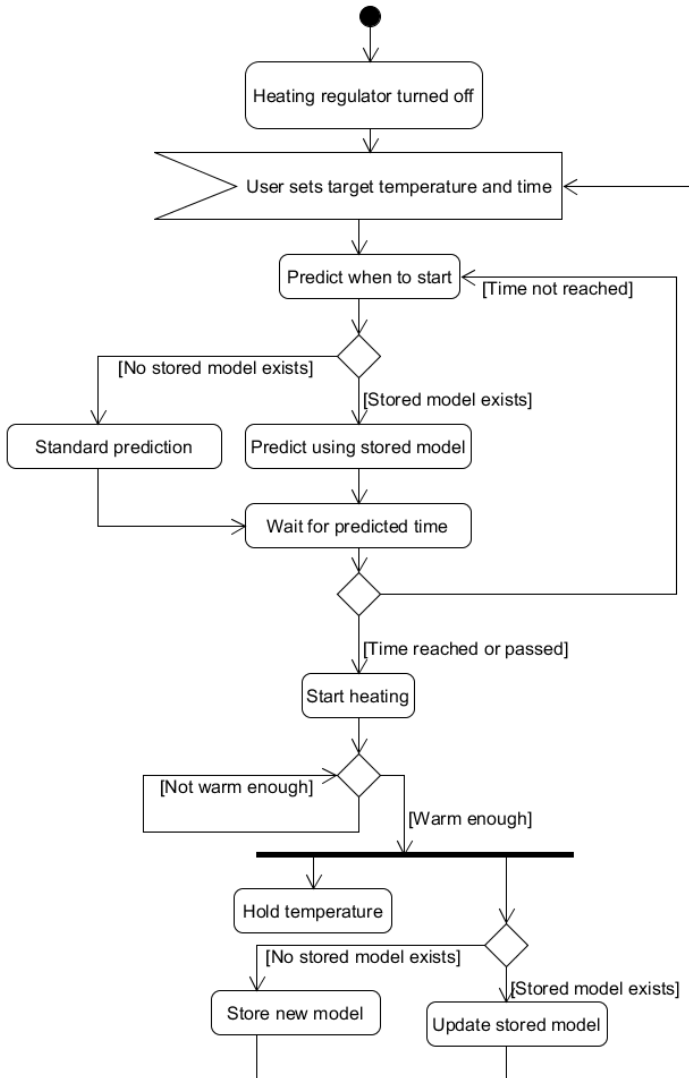 Heating regulator turned off
User sets target temperature and time
Predict when to start
[Time not reached]
[No stored model exists]
[Stored model exists]
Standard prediction
Predict using stored model
Wait for predicted time
[Time reached or passed]
Start heating
[Not warm enough]
[Warm enough]
Hold temperature
[No stored model exists]
[Stored model exists]
Store new model
Update stored model